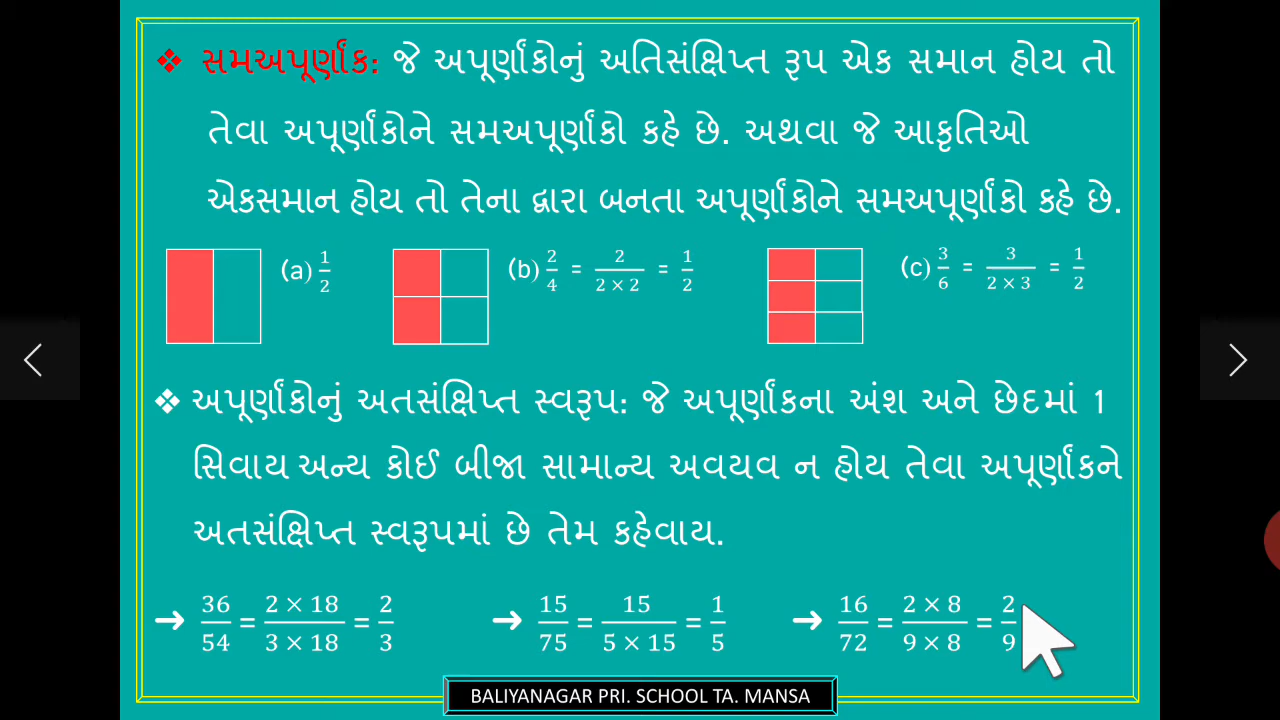 ❖ સમઅપૂર્ણાંક: જે અપૂર્ણાંકોનું અતિસંક્ષિપ્ત રૂપ એક સમાન હોય તો
તેવા અપૂર્ણાંકોને સમઅપૂર્ણાંકો કહે છે. અથવા જે આકૃતિઓ
એકસમાન હોય તો તેના દ્વારા બનતા અપૂર્ણાંકોને સમઅપૂર્ણાંકો કહે છે.
(a) 1/2 (b) 2/4 = 2/(2 × 2) = 1/2 (c) 3/6 = 3/(2 × 3) = 1/2
❖ અપૂર્ણાંકોનું અતસંક્ષિપ્ત સ્વરૂપ: જે અપૂર્ણાંકના અંશ અને છેદમાં 1
સિવાય અન્ય કોઈ બીજા સામાન્ય અવયવ ન હોય તેવા અપૂર્ણાંકને
અતસંક્ષિપ્ત સ્વરૂપમાં છે તેમ કહેવાય.
➔ 36/54 = (2 × 18)/(3 × 18) = 2/3 ➔ 15/75 = 15/(5 × 15) = 1/5 ➔ 16/72 = (2 × 8)/(9 × 8) = 2/9
BALIYANAGAR PRI. SCHOOL TA. MANSA